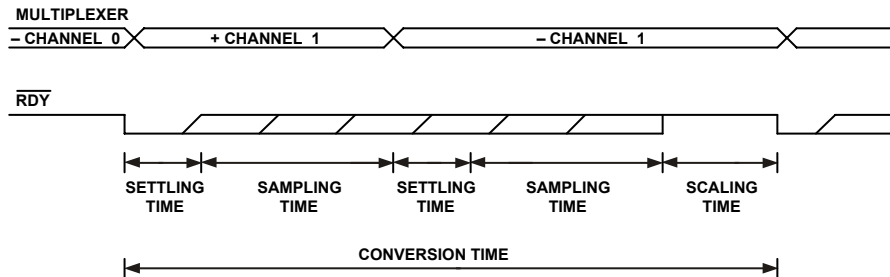 MULTIPLEXER
– CHANNEL 0 + CHANNEL 1 – CHANNEL 1
RDY
SETTLING TIME
SAMPLING TIME
SETTLING TIME
SAMPLING TIME
SCALING TIME
CONVERSION TIME